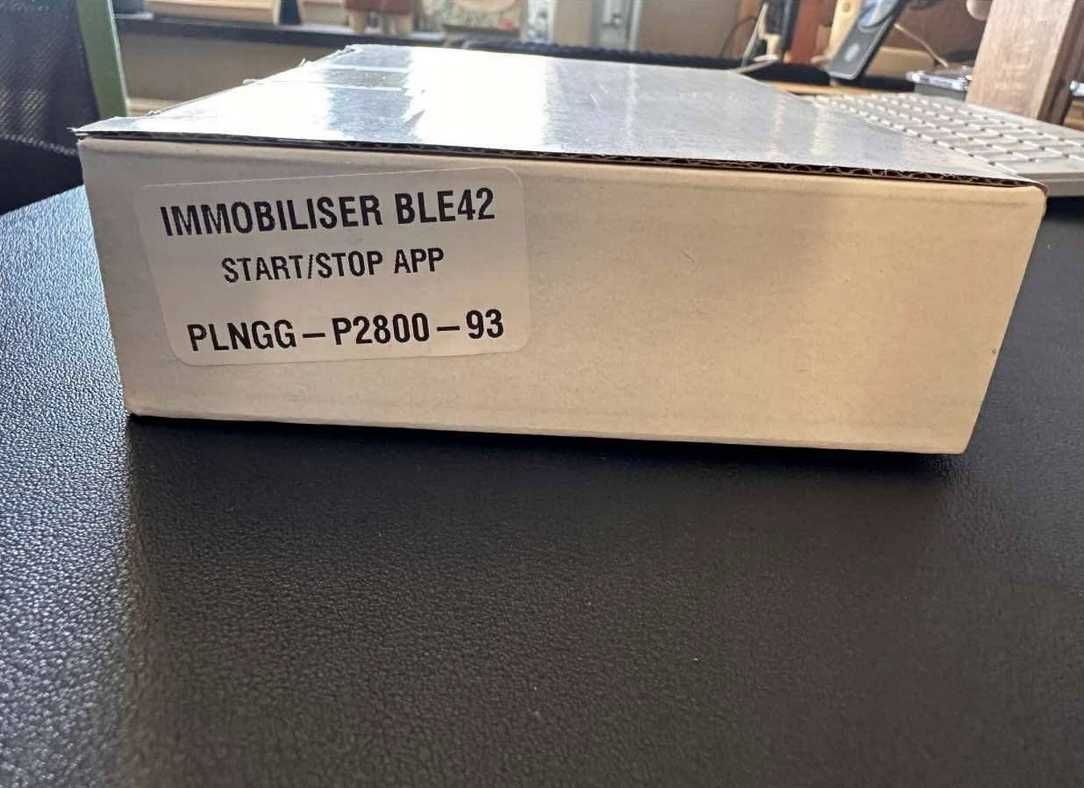 IMMOBILISER BLE42
START/STOP APP
PLNGG-P2800-93